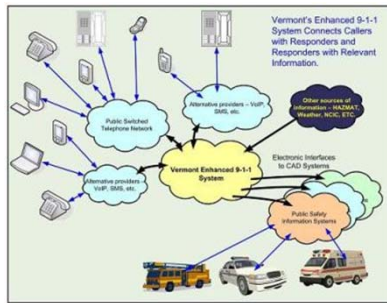 Vermont's Enhanced 9-1-1
System Connects Callers
with Responders and
Responders with Relevant
Information.
Public Switched
Telephone Network
Alternative providers – VoIP,
SMS, etc.
Other sources of
information – HAZMAT,
Weather, NCIC, ETC.
Alternative providers –
VoIP, SMS, etc.
Vermont Enhanced 9-1-1
System
Electronic Interfaces
to CAD Systems
Public Safety
Information Systems